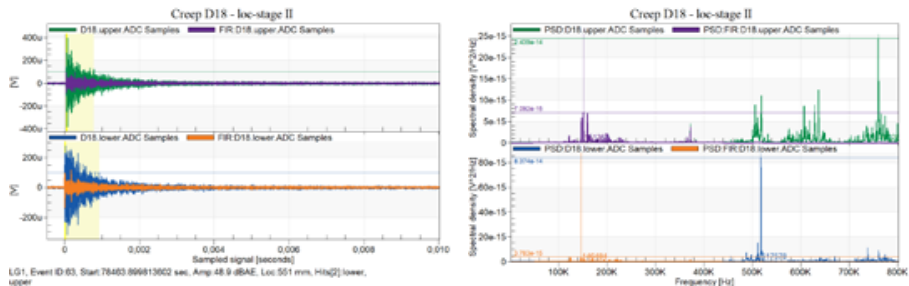 Creep D18 - loc-stage II
D18.upper.ADC Samples FIR:D18.upper.ADC Samples
400u
200u
0
-200u
-400u
[V]
D18.lower.ADC Samples FIR:D18.lower.ADC Samples
200u
0
-200u
[V]
0 0,002 0,004 0,006 0,008 0,010
Sampled signal [seconds]
LG1, Event ID:63, Start:78463.899813602 sec, Amp:48.9 dBAE, Loc:551 mm, Hits[2]:lower,
upper
Creep D18 - loc-stage II
PSD:D18.upper.ADC Samples PSD:FIR:D18.upper.ADC Samples
25e-15
20e-15
15e-15
10e-15
5e-15
0
Spectral density [V^2/Hz]
PSD:D18.lower.ADC Samples PSD:FIR:D18.lower.ADC Samples
80e-15
60e-15
40e-15
20e-15
0
Spectral density [V^2/Hz]
100K 200K 300K 400K 500K 600K 700K 800K
Frequency [Hz]